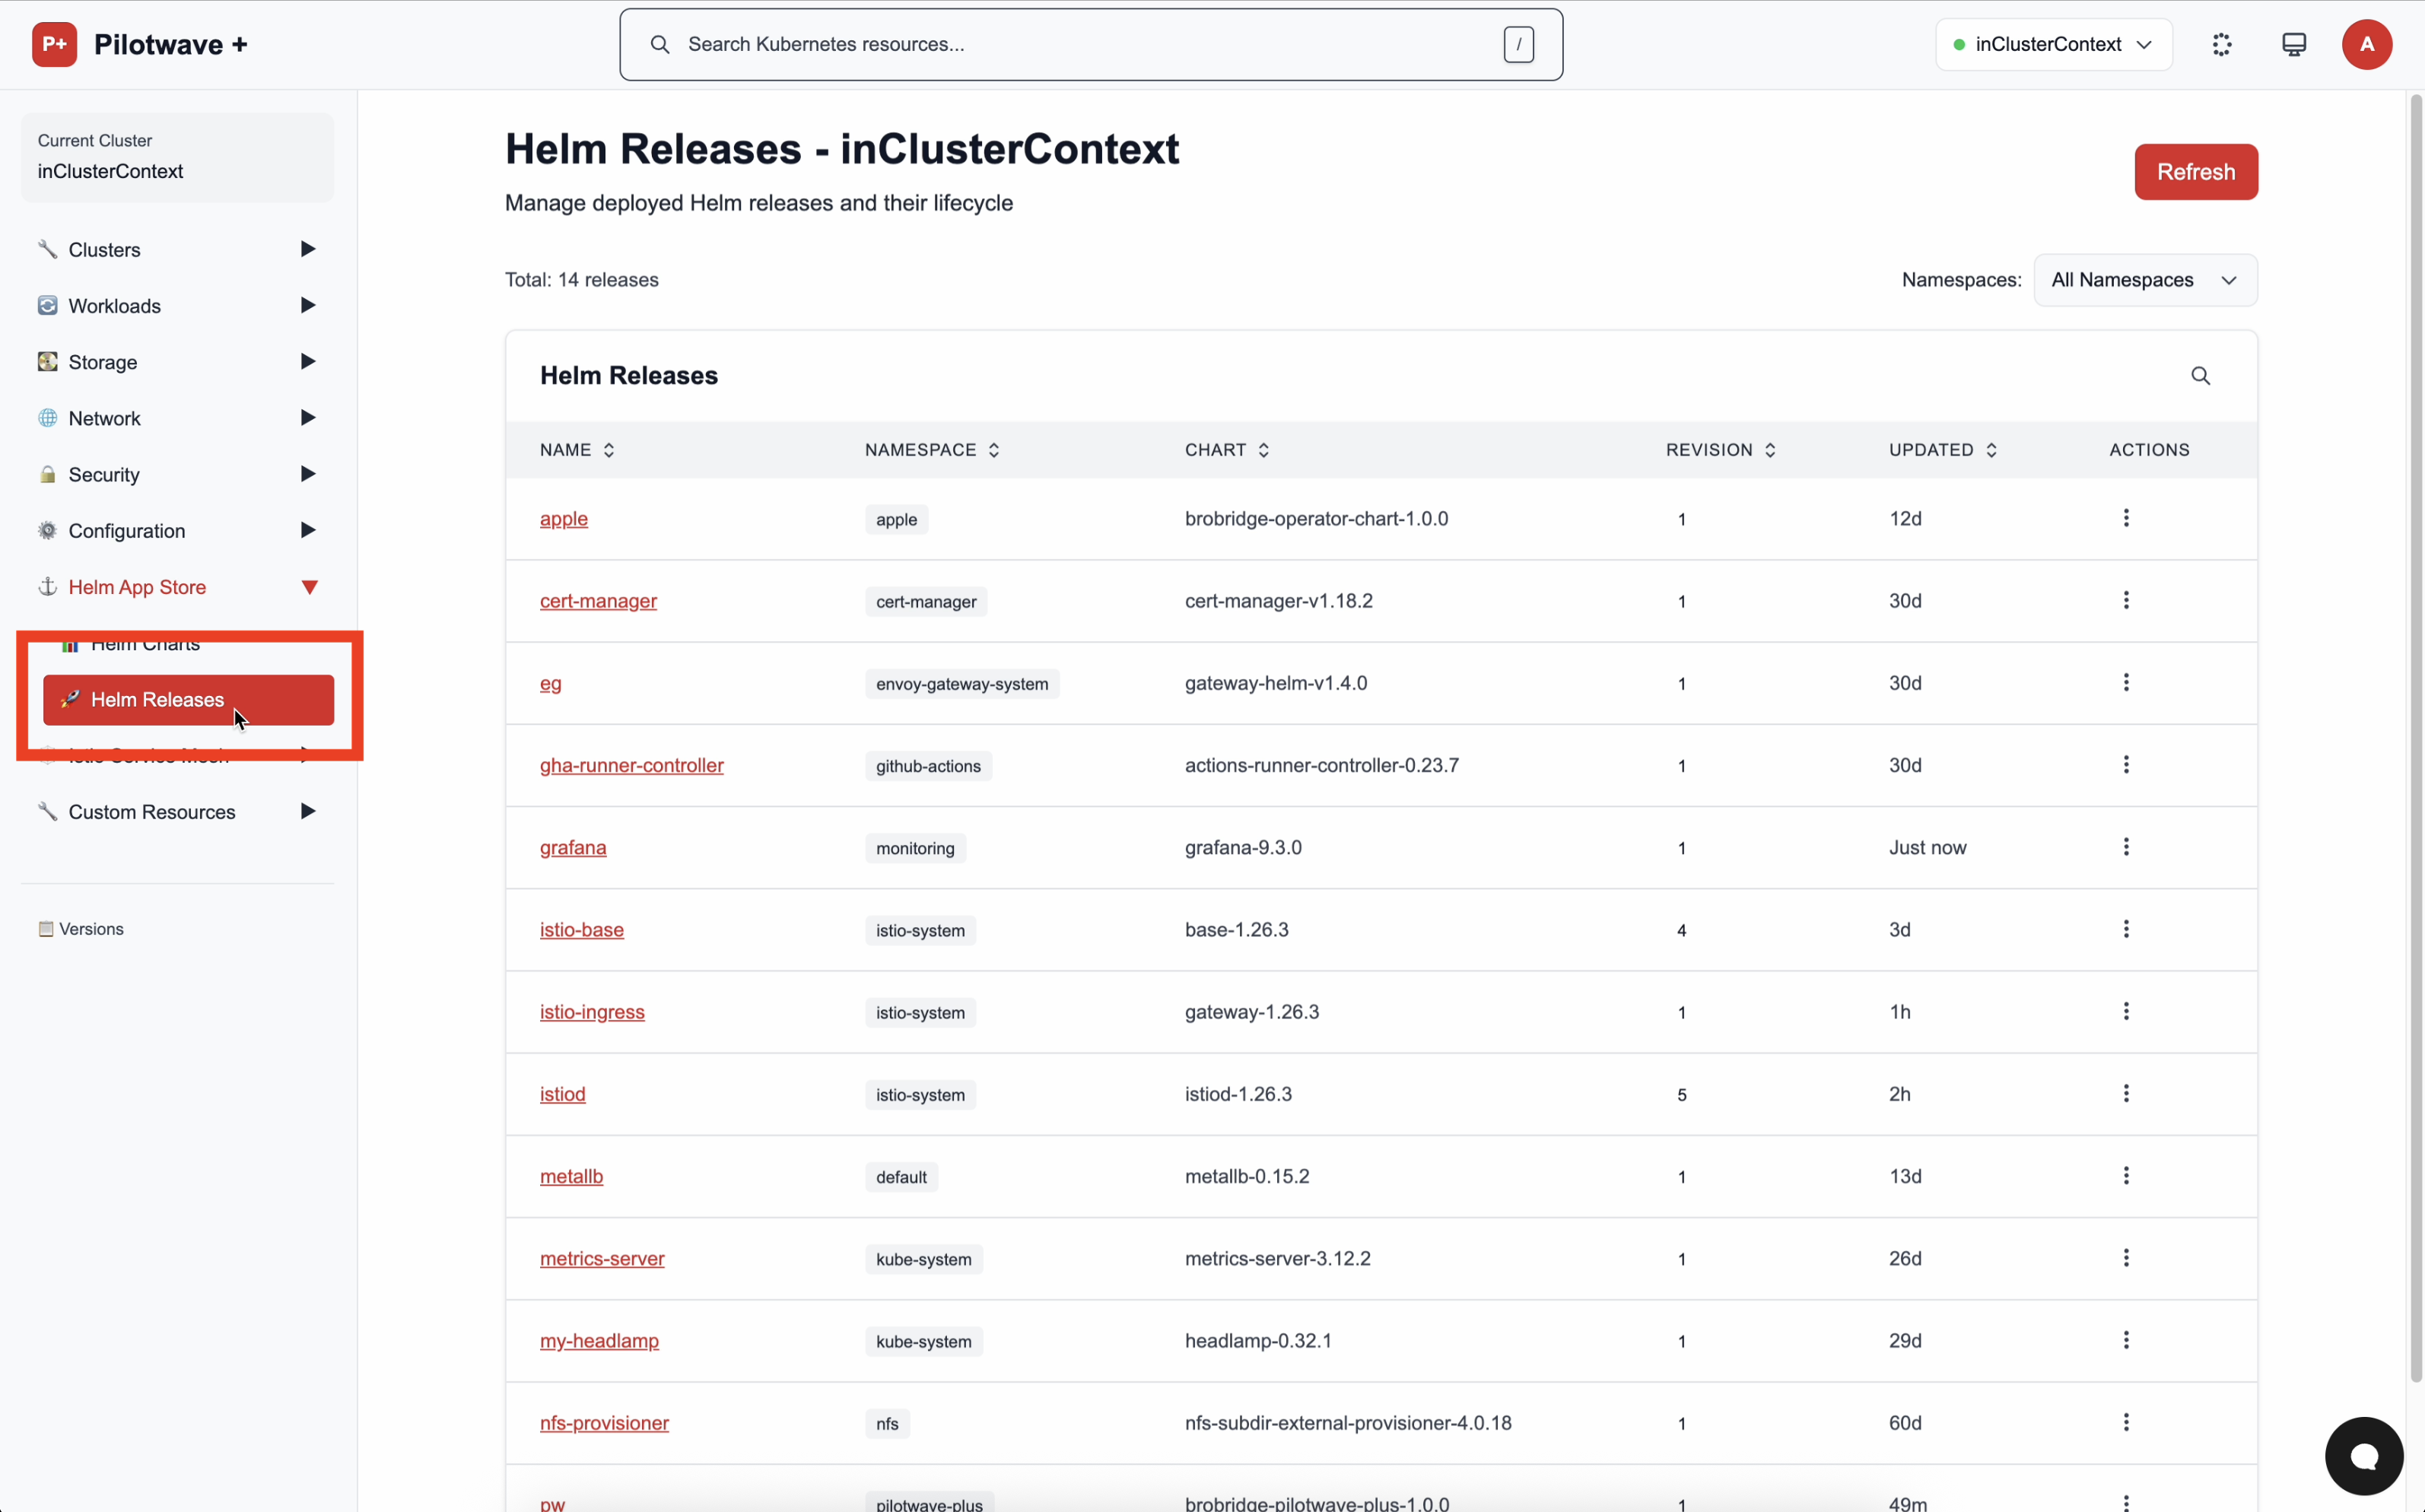 P+ Pilotwave +
Search Kubernetes resources... /
inClusterContext
A
Current Cluster
inClusterContext
Clusters
Workloads
Storage
Network
Security
Configuration
Helm App Store
Helm Charts
Helm Releases
Custom Resources
Versions
Helm Releases - inClusterContext
Manage deployed Helm releases and their lifecycle
Refresh
Total: 14 releases
Namespaces: All Namespaces
Helm Releases
NAME NAMESPACE CHART REVISION UPDATED ACTIONS
apple apple brobridge-operator-chart-1.0.0 1 12d
cert-manager cert-manager cert-manager-v1.18.2 1 30d
eg envoy-gateway-system gateway-helm-v1.4.0 1 30d
gha-runner-controller github-actions actions-runner-controller-0.23.7 1 30d
grafana monitoring grafana-9.3.0 1 Just now
istio-base istio-system base-1.26.3 4 3d
istio-ingress istio-system gateway-1.26.3 1 1h
istiod istio-system istiod-1.26.3 5 2h
metallb default metallb-0.15.2 1 13d
metrics-server kube-system metrics-server-3.12.2 1 26d
my-headlamp kube-system headlamp-0.32.1 1 29d
nfs-provisioner nfs nfs-subdir-external-provisioner-4.0.18 1 60d
pw pilotwave-plus brobridge-pilotwave-plus-1.0.0 1 49m